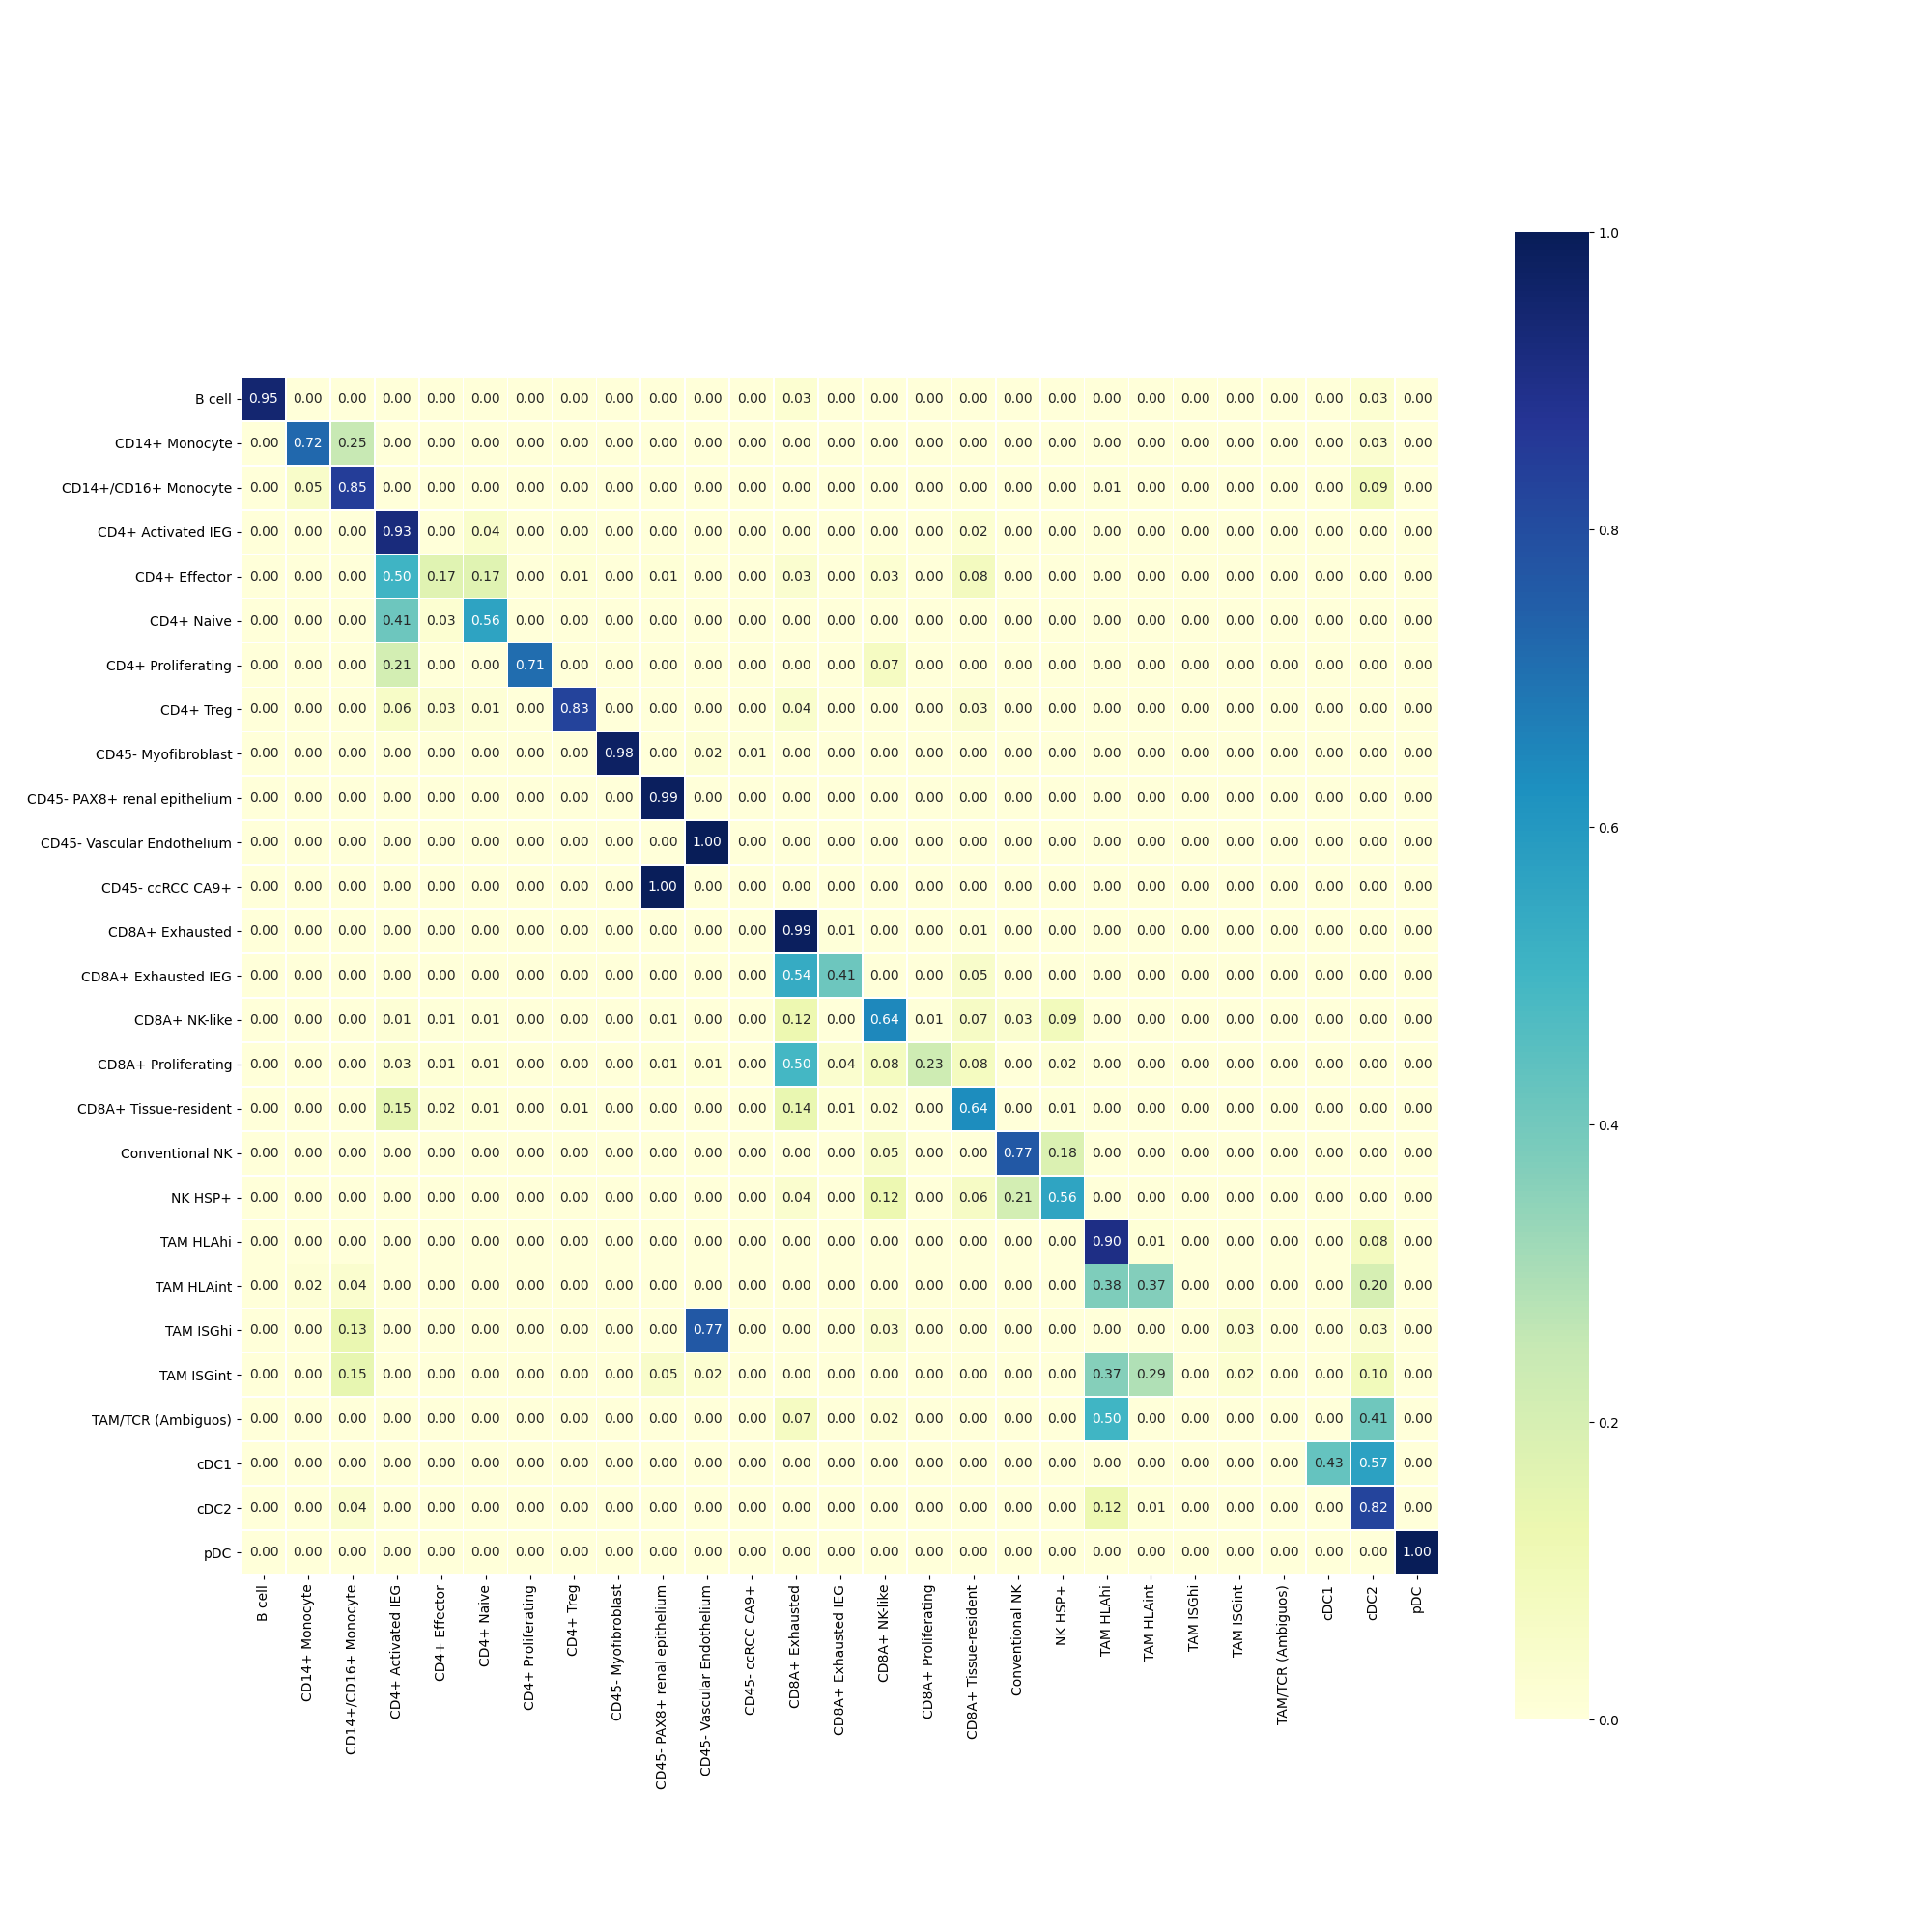 1.0
B cell 0.95 0.00 0.00 0.00 0.00 0.00 0.00 0.00 0.00 0.00 0.00 0.00 0.03 0.00 0.00 0.00 0.00 0.00 0.00 0.00 0.00 0.00 0.00 0.00 0.00 0.03 0.00
CD14+ Monocyte 0.00 0.72 0.25 0.00 0.00 0.00 0.00 0.00 0.00 0.00 0.00 0.00 0.00 0.00 0.00 0.00 0.00 0.00 0.00 0.00 0.00 0.00 0.00 0.00 0.00 0.03 0.00
CD14+/CD16+ Monocyte 0.00 0.05 0.85 0.00 0.00 0.00 0.00 0.00 0.00 0.00 0.00 0.00 0.00 0.00 0.00 0.00 0.00 0.00 0.00 0.01 0.00 0.00 0.00 0.00 0.00 0.09 0.00
CD4+ Activated IEG 0.00 0.00 0.00 0.93 0.00 0.04 0.00 0.00 0.00 0.00 0.00 0.00 0.00 0.00 0.00 0.00 0.02 0.00 0.00 0.00 0.00 0.00 0.00 0.00 0.00 0.00 0.00
0.8
CD4+ Effector 0.00 0.00 0.00 0.50 0.17 0.17 0.00 0.01 0.00 0.01 0.00 0.00 0.03 0.00 0.03 0.00 0.08 0.00 0.00 0.00 0.00 0.00 0.00 0.00 0.00 0.00 0.00
CD4+ Naive 0.00 0.00 0.00 0.41 0.03 0.56 0.00 0.00 0.00 0.00 0.00 0.00 0.00 0.00 0.00 0.00 0.00 0.00 0.00 0.00 0.00 0.00 0.00 0.00 0.00 0.00 0.00
CD4+ Proliferating 0.00 0.00 0.00 0.21 0.00 0.00 0.71 0.00 0.00 0.00 0.00 0.00 0.00 0.00 0.07 0.00 0.00 0.00 0.00 0.00 0.00 0.00 0.00 0.00 0.00 0.00 0.00
CD4+ Treg 0.00 0.00 0.00 0.06 0.03 0.01 0.00 0.83 0.00 0.00 0.00 0.00 0.04 0.00 0.00 0.00 0.03 0.00 0.00 0.00 0.00 0.00 0.00 0.00 0.00 0.00 0.00
CD45- Myofibroblast 0.00 0.00 0.00 0.00 0.00 0.00 0.00 0.00 0.98 0.00 0.02 0.01 0.00 0.00 0.00 0.00 0.00 0.00 0.00 0.00 0.00 0.00 0.00 0.00 0.00 0.00 0.00
CD45- PAX8+ renal epithelium 0.00 0.00 0.00 0.00 0.00 0.00 0.00 0.00 0.00 0.99 0.00 0.00 0.00 0.00 0.00 0.00 0.00 0.00 0.00 0.00 0.00 0.00 0.00 0.00 0.00 0.00 0.00
0.6
CD45- Vascular Endothelium 0.00 0.00 0.00 0.00 0.00 0.00 0.00 0.00 0.00 0.00 1.00 0.00 0.00 0.00 0.00 0.00 0.00 0.00 0.00 0.00 0.00 0.00 0.00 0.00 0.00 0.00 0.00
CD45- ccRCC CA9+ 0.00 0.00 0.00 0.00 0.00 0.00 0.00 0.00 0.00 1.00 0.00 0.00 0.00 0.00 0.00 0.00 0.00 0.00 0.00 0.00 0.00 0.00 0.00 0.00 0.00 0.00 0.00
CD8A+ Exhausted 0.00 0.00 0.00 0.00 0.00 0.00 0.00 0.00 0.00 0.00 0.00 0.00 0.99 0.01 0.00 0.00 0.01 0.00 0.00 0.00 0.00 0.00 0.00 0.00 0.00 0.00 0.00
CD8A+ Exhausted IEG 0.00 0.00 0.00 0.00 0.00 0.00 0.00 0.00 0.00 0.00 0.00 0.00 0.54 0.41 0.00 0.00 0.05 0.00 0.00 0.00 0.00 0.00 0.00 0.00 0.00 0.00 0.00
CD8A+ NK-like 0.00 0.00 0.00 0.01 0.01 0.01 0.00 0.00 0.00 0.01 0.00 0.00 0.12 0.00 0.64 0.01 0.07 0.03 0.09 0.00 0.00 0.00 0.00 0.00 0.00 0.00 0.00
CD8A+ Proliferating 0.00 0.00 0.00 0.03 0.01 0.01 0.00 0.00 0.00 0.01 0.01 0.00 0.50 0.04 0.08 0.23 0.08 0.00 0.02 0.00 0.00 0.00 0.00 0.00 0.00 0.00 0.00
CD8A+ Tissue-resident 0.00 0.00 0.00 0.15 0.02 0.01 0.00 0.01 0.00 0.00 0.00 0.00 0.14 0.01 0.02 0.00 0.64 0.00 0.01 0.00 0.00 0.00 0.00 0.00 0.00 0.00 0.00
0.4
Conventional NK 0.00 0.00 0.00 0.00 0.00 0.00 0.00 0.00 0.00 0.00 0.00 0.00 0.00 0.00 0.05 0.00 0.00 0.77 0.18 0.00 0.00 0.00 0.00 0.00 0.00 0.00 0.00
NK HSP+ 0.00 0.00 0.00 0.00 0.00 0.00 0.00 0.00 0.00 0.00 0.00 0.00 0.04 0.00 0.12 0.00 0.06 0.21 0.56 0.00 0.00 0.00 0.00 0.00 0.00 0.00 0.00
TAM HLAhi 0.00 0.00 0.00 0.00 0.00 0.00 0.00 0.00 0.00 0.00 0.00 0.00 0.00 0.00 0.00 0.00 0.00 0.00 0.00 0.90 0.01 0.00 0.00 0.00 0.00 0.08 0.00
TAM HLAint 0.00 0.02 0.04 0.00 0.00 0.00 0.00 0.00 0.00 0.00 0.00 0.00 0.00 0.00 0.00 0.00 0.00 0.00 0.00 0.38 0.37 0.00 0.00 0.00 0.00 0.20 0.00
TAM ISGhi 0.00 0.00 0.13 0.00 0.00 0.00 0.00 0.00 0.00 0.00 0.77 0.00 0.00 0.00 0.03 0.00 0.00 0.00 0.00 0.00 0.00 0.00 0.03 0.00 0.00 0.03 0.00
TAM ISGint 0.00 0.00 0.15 0.00 0.00 0.00 0.00 0.00 0.00 0.05 0.02 0.00 0.00 0.00 0.00 0.00 0.00 0.00 0.00 0.37 0.29 0.00 0.02 0.00 0.00 0.10 0.00
TAM/TCR (Ambiguos) 0.00 0.00 0.00 0.00 0.00 0.00 0.00 0.00 0.00 0.00 0.00 0.00 0.07 0.00 0.02 0.00 0.00 0.00 0.00 0.50 0.00 0.00 0.00 0.00 0.00 0.41 0.00
0.2
cDC1 0.00 0.00 0.00 0.00 0.00 0.00 0.00 0.00 0.00 0.00 0.00 0.00 0.00 0.00 0.00 0.00 0.00 0.00 0.00 0.00 0.00 0.00 0.00 0.00 0.43 0.57 0.00
cDC2 0.00 0.00 0.04 0.00 0.00 0.00 0.00 0.00 0.00 0.00 0.00 0.00 0.00 0.00 0.00 0.00 0.00 0.00 0.00 0.12 0.01 0.00 0.00 0.00 0.00 0.82 0.00
pDC 0.00 0.00 0.00 0.00 0.00 0.00 0.00 0.00 0.00 0.00 0.00 0.00 0.00 0.00 0.00 0.00 0.00 0.00 0.00 0.00 0.00 0.00 0.00 0.00 0.00 0.00 1.00
0.0
B cell
CD14+ Monocyte
CD14+/CD16+ Monocyte
CD4+ Activated IEG
CD4+ Effector
CD4+ Naive
CD4+ Proliferating
CD4+ Treg
CD45- Myofibroblast
CD45- PAX8+ renal epithelium
CD45- Vascular Endothelium
CD45- ccRCC CA9+
CD8A+ Exhausted
CD8A+ Exhausted IEG
CD8A+ NK-like
CD8A+ Proliferating
CD8A+ Tissue-resident
Conventional NK
NK HSP+
TAM HLAhi
TAM HLAint
TAM ISGhi
TAM ISGint
TAM/TCR (Ambiguos)
cDC1
cDC2
pDC